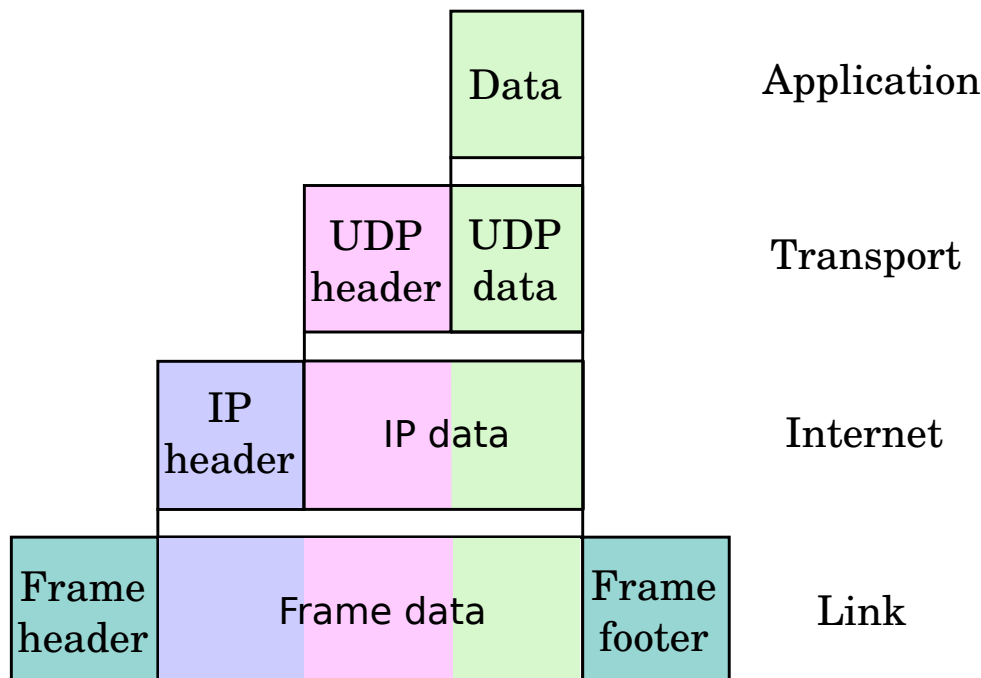 Data
Application
UDP
header
UDP
data
Transport
IP
header
IP data
Internet
Frame
header
Frame data
Frame
footer
Link